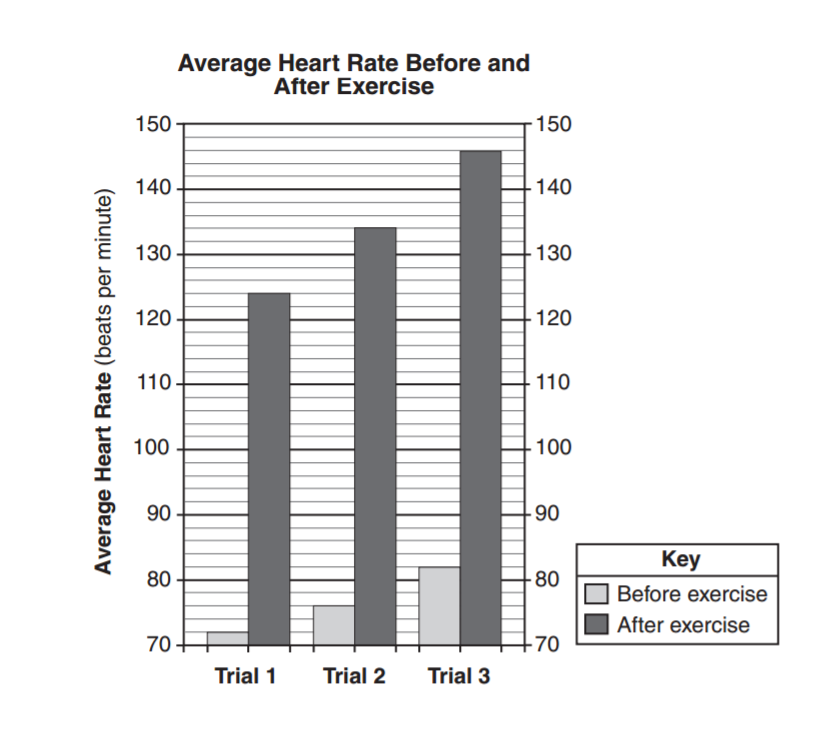 Average Heart Rate Before and
After Exercise
Average Heart Rate (beats per minute)
150
140
130
120
110
100
90
80
70
150
140
130
120
110
100
90
80
70
Trial 1
Trial 2
Trial 3
Key
Before exercise
After exercise